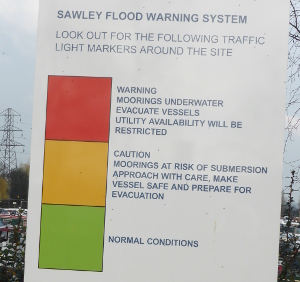 SAWLEY FLOOD WARNING SYSTEM
LOOK OUT FOR THE FOLLOWING TRAFFIC
LIGHT MARKERS AROUND THE SITE
WARNING
MOORINGS UNDERWATER
EVACUATE VESSELS
UTILITY AVAILABILITY WILL BE
RESTRICTED
CAUTION
MOORINGS AT RISK OF SUBMERSION
APPROACH WITH CARE, MAKE
VESSEL SAFE AND PREPARE FOR
EVACUATION
NORMAL CONDITIONS